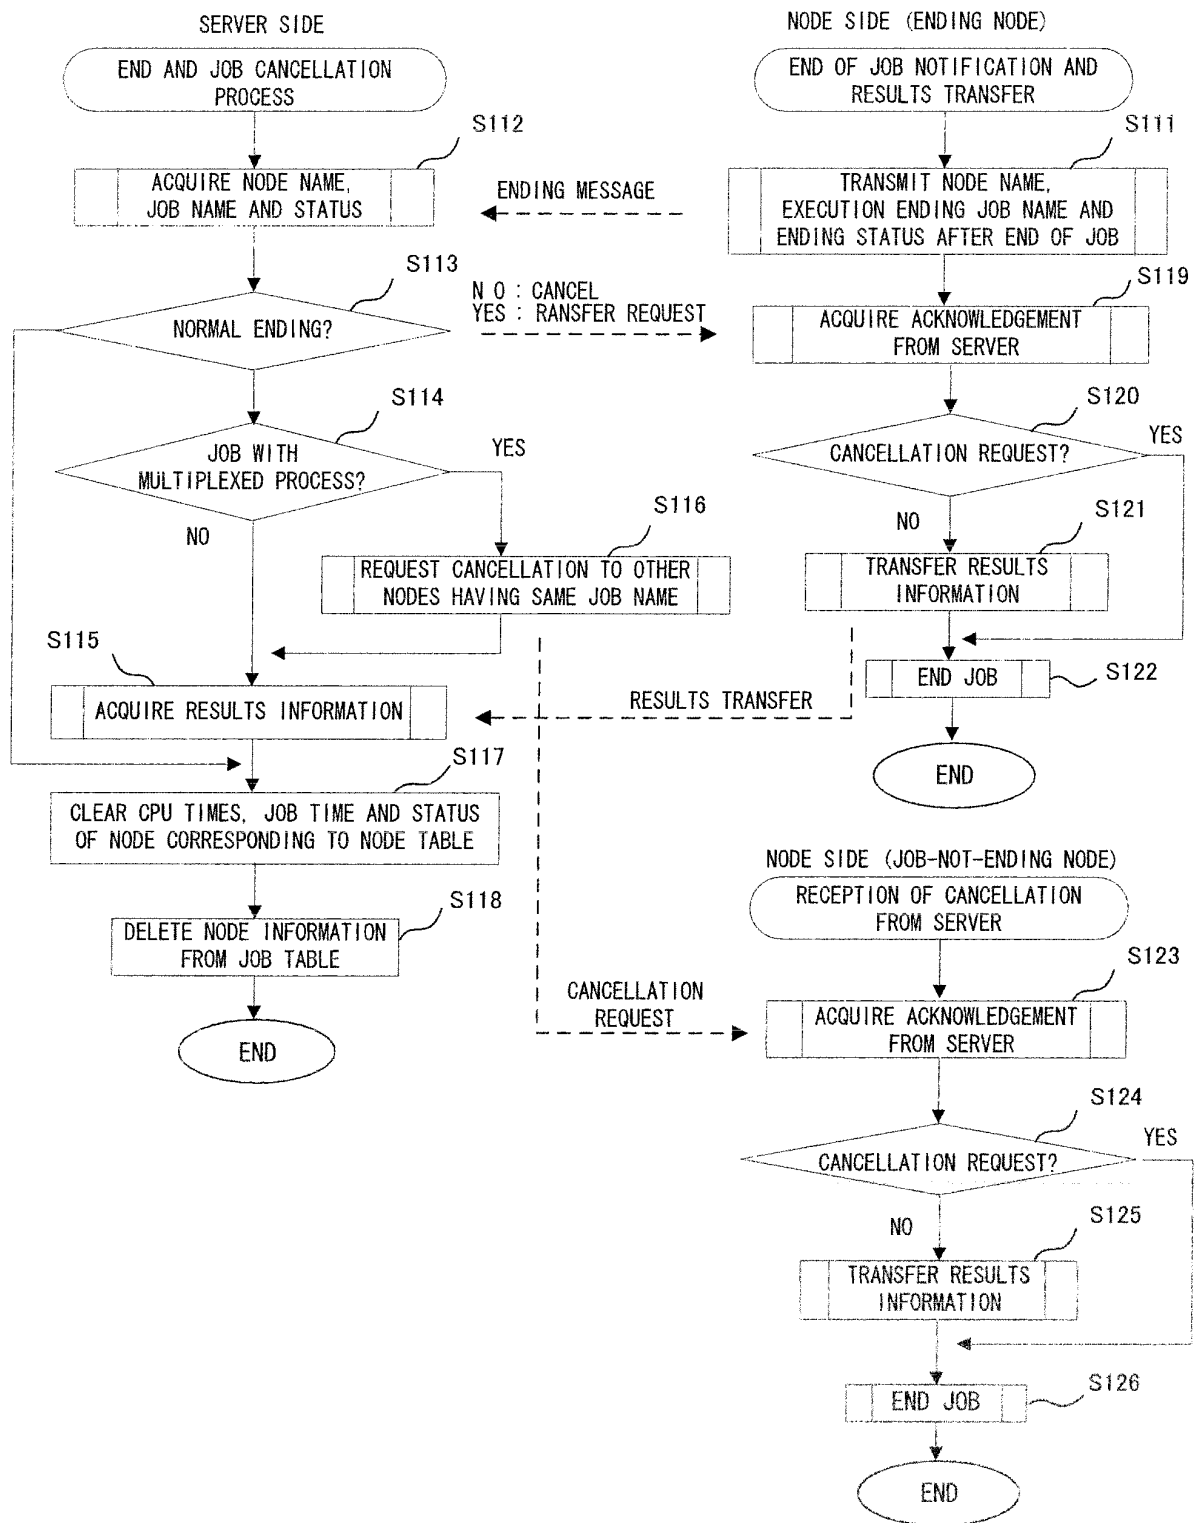 SERVER SIDE
END AND JOB CANCELLATION
PROCESS
S112
ACQUIRE NODE NAME,
JOB NAME AND STATUS
ENDING MESSAGE
S113
NORMAL ENDING?
N O : CANCEL
YES : RANSFER REQUEST
S114
JOB WITH
MULTIPLEXED PROCESS?
YES
NO
S116
REQUEST CANCELLATION TO OTHER
NODES HAVING SAME JOB NAME
S115
ACQUIRE RESULTS INFORMATION
RESULTS TRANSFER
S117
CLEAR CPU TIMES, JOB TIME AND STATUS
OF NODE CORRESPONDING TO NODE TABLE
S118
DELETE NODE INFORMATION
FROM JOB TABLE
END
CANCELLATION
REQUEST
NODE SIDE (ENDING NODE)
END OF JOB NOTIFICATION AND
RESULTS TRANSFER
S111
TRANSMIT NODE NAME,
EXECUTION ENDING JOB NAME AND
ENDING STATUS AFTER END OF JOB
S119
ACQUIRE ACKNOWLEDGEMENT
FROM SERVER
S120
CANCELLATION REQUEST?
YES
NO
S121
TRANSFER RESULTS
INFORMATION
END JOB
S122
END
NODE SIDE (JOB-NOT-ENDING NODE)
RECEPTION OF CANCELLATION
FROM SERVER
S123
ACQUIRE ACKNOWLEDGEMENT
FROM SERVER
S124
CANCELLATION REQUEST?
YES
NO
S125
TRANSFER RESULTS
INFORMATION
END JOB
S126
END